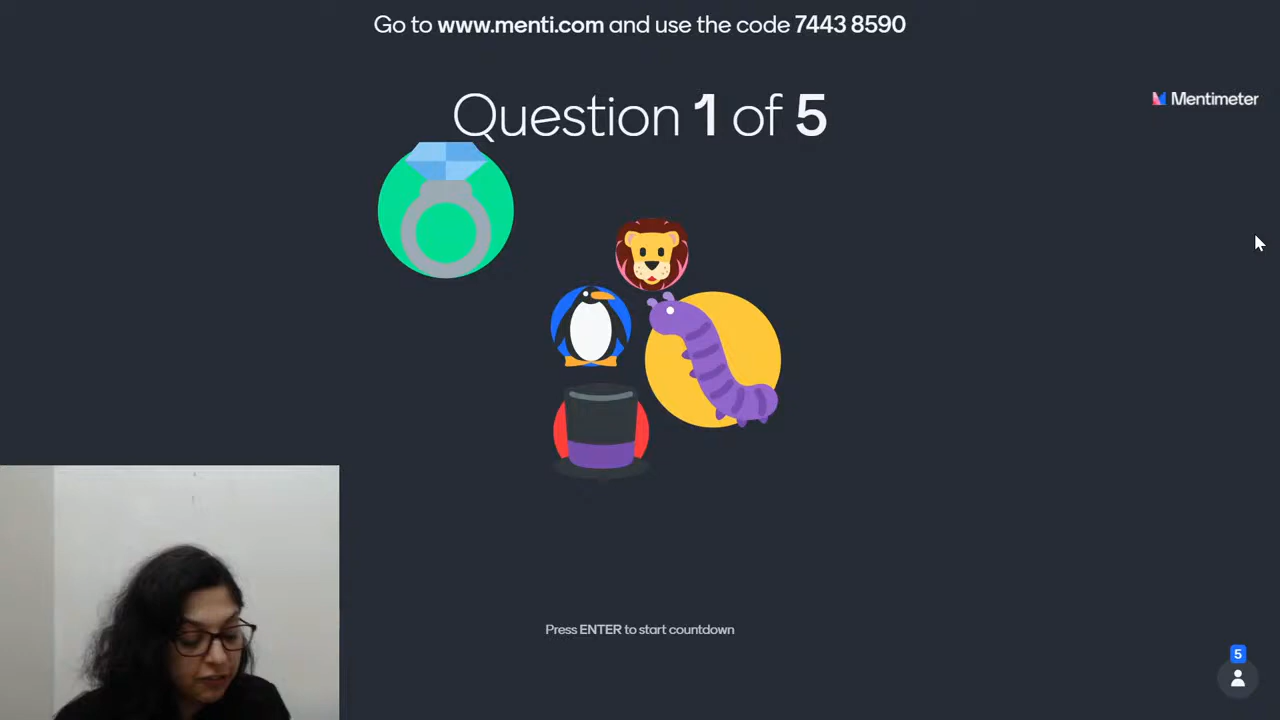 Go to www.menti.com and use the code 7443 8590
Mentimeter
Question 1 of 5
Press ENTER to start countdown
5